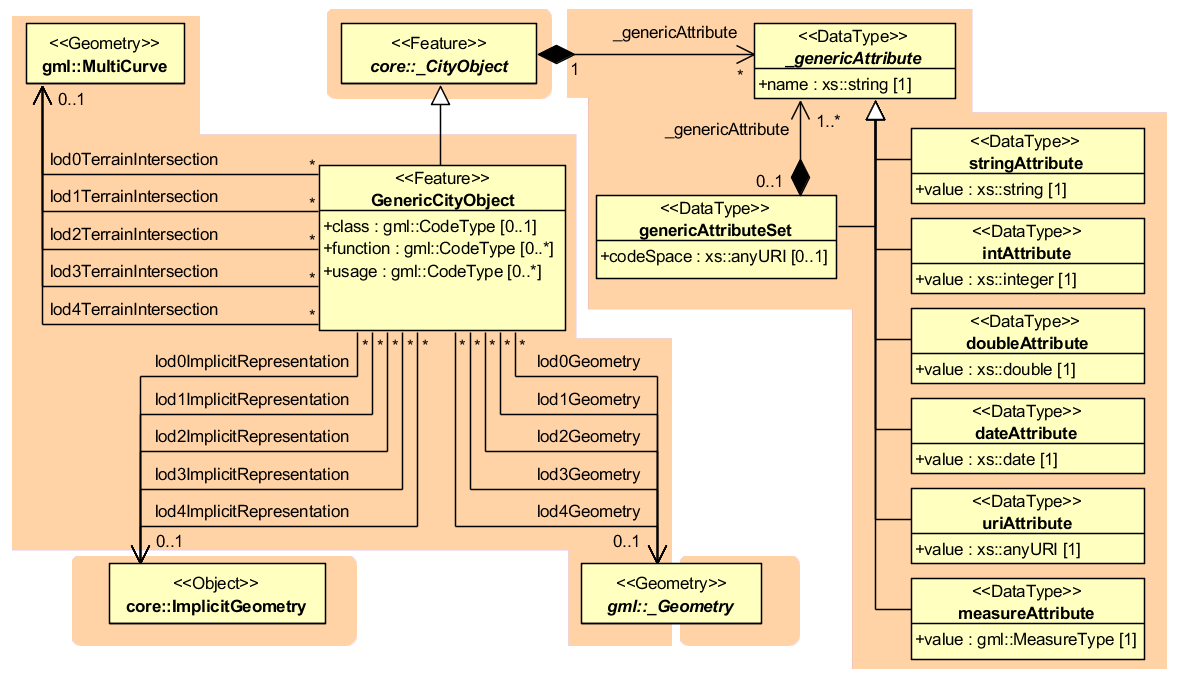 <<Geometry>>
gml::MultiCurve
0..1
<<Feature>>
core::_CityObject
1
_genericAttribute
*
<<DataType>>
_genericAttribute
+name : xs::string [1]
_genericAttribute
1..*
0..1
<<DataType>>
genericAttributeSet
+codeSpace : xs::anyURI [0..1]
<<DataType>>
stringAttribute
+value : xs::string [1]
<<DataType>>
intAttribute
+value : xs::integer [1]
<<DataType>>
doubleAttribute
+value : xs::double [1]
<<DataType>>
dateAttribute
+value : xs::date [1]
<<DataType>>
uriAttribute
+value : xs::anyURI [1]
<<DataType>>
measureAttribute
+value : gml::MeasureType [1]
lod0TerrainIntersection *
lod1TerrainIntersection *
lod2TerrainIntersection *
lod3TerrainIntersection *
lod4TerrainIntersection *
<<Feature>>
GenericCityObject
+class : gml::CodeType [0..1]
+function : gml::CodeType [0..*]
+usage : gml::CodeType [0..*]
* * * * *
* * * * *
lod0ImplicitRepresentation
lod1ImplicitRepresentation
lod2ImplicitRepresentation
lod3ImplicitRepresentation
lod4ImplicitRepresentation
0..1
lod0Geometry
lod1Geometry
lod2Geometry
lod3Geometry
lod4Geometry
0..1
<<Object>>
core::ImplicitGeometry
<<Geometry>>
gml::_Geometry